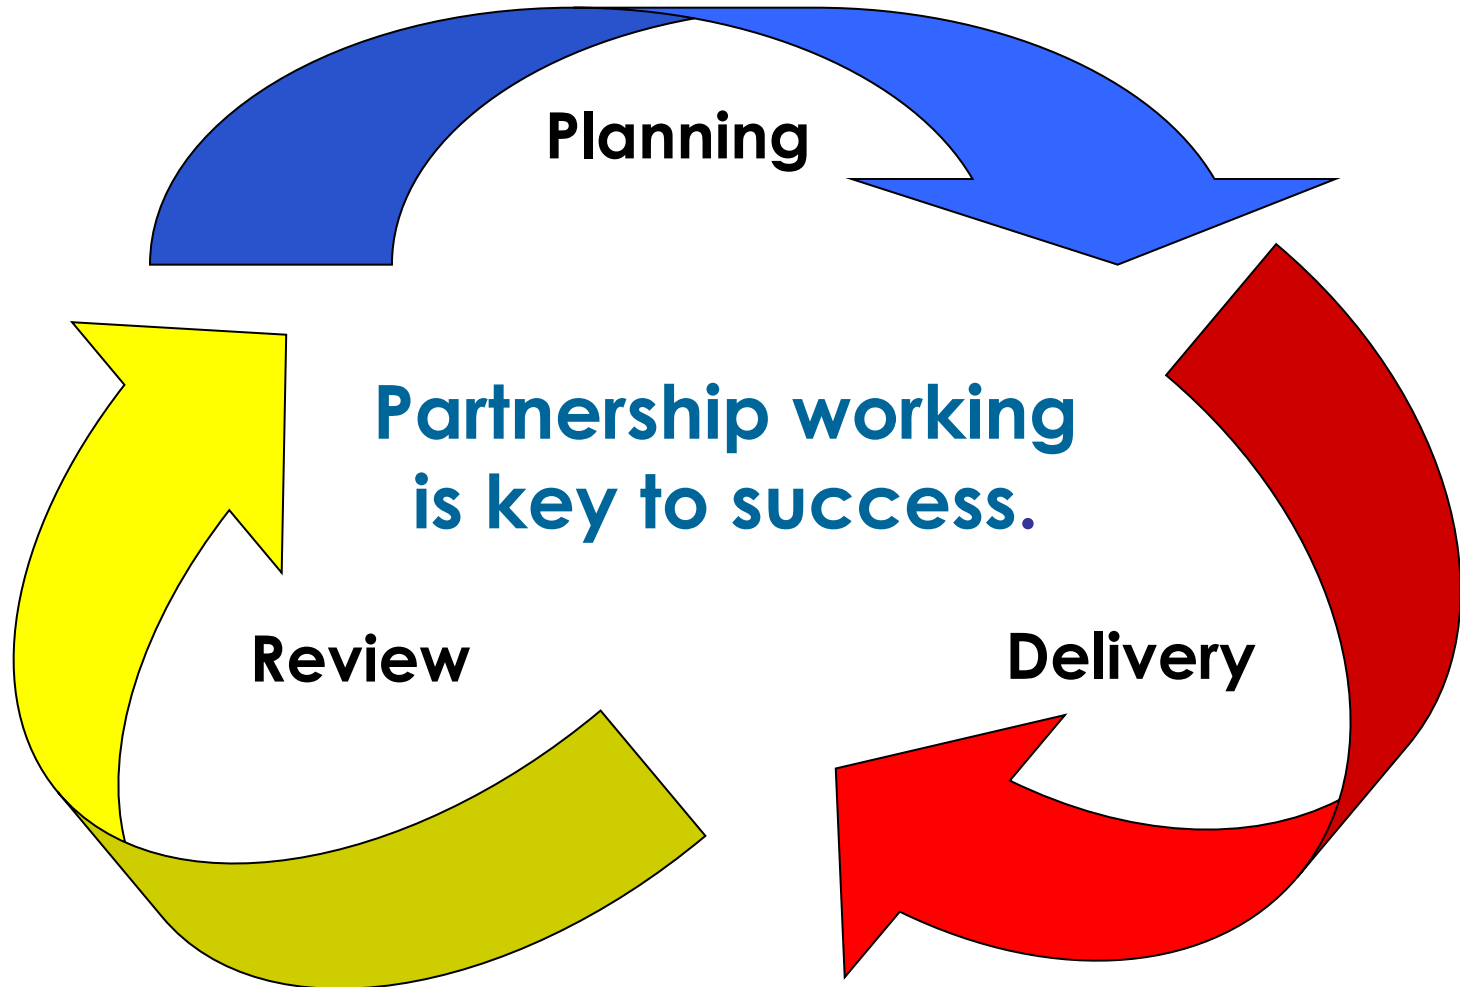 Planning
Partnership working
is key to success.
Review
Delivery